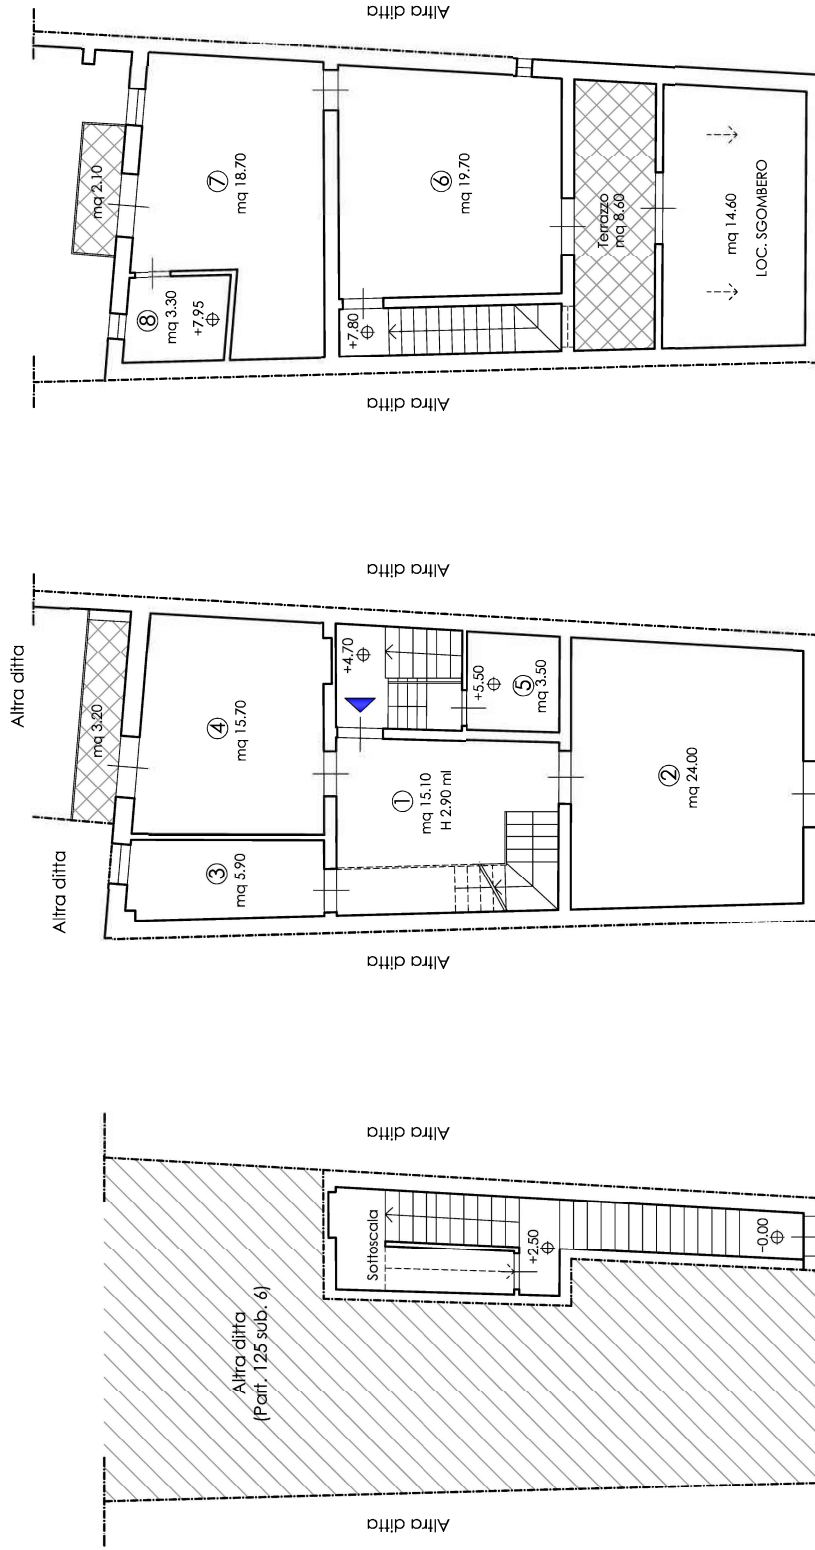 Altra ditta
mq 2.10
⑦
mq 18.70
⑧
mq 3.30
+7.95
⑥
mq 19.70
+7.80
Terrazzo
mq 8.60
mq 14.60
LOC. SGOMBERO
Altra ditta
Altra ditta
Altra ditta
Altra ditta
mq 3.20
④
mq 15.70
③
mq 5.90
+4.70
①
mq 15.10
H 2.90 ml
+5.50
⑤
mq 3.50
②
mq 24.00
Altra ditta
Altra ditta
Altra ditta
(Part. 125 sub. 6)
Sottoscala
+2.50
-0.00
Altra ditta